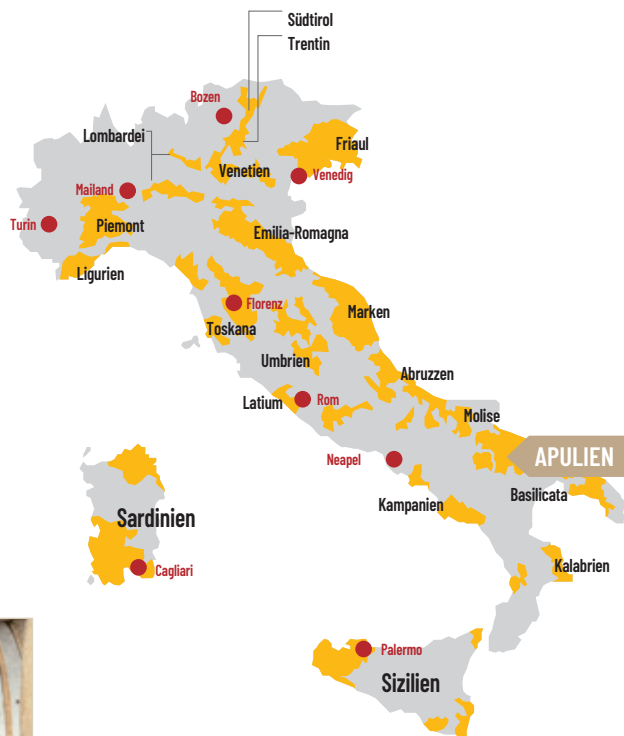 Südtirol
Trentin
Bozen
Lombardei
Friaul
Venetien
Venedig
Mailand
Turin
Piemont
Emilia-Romagna
Ligurien
Florenz
Marken
Toskana
Umbrien
Abruzzen
Latium
Rom
Molise
Neapel
APULIEN
Kampanien
Basilicata
Sardinien
Cagliari
Kalabrien
Palermo
Sizilien